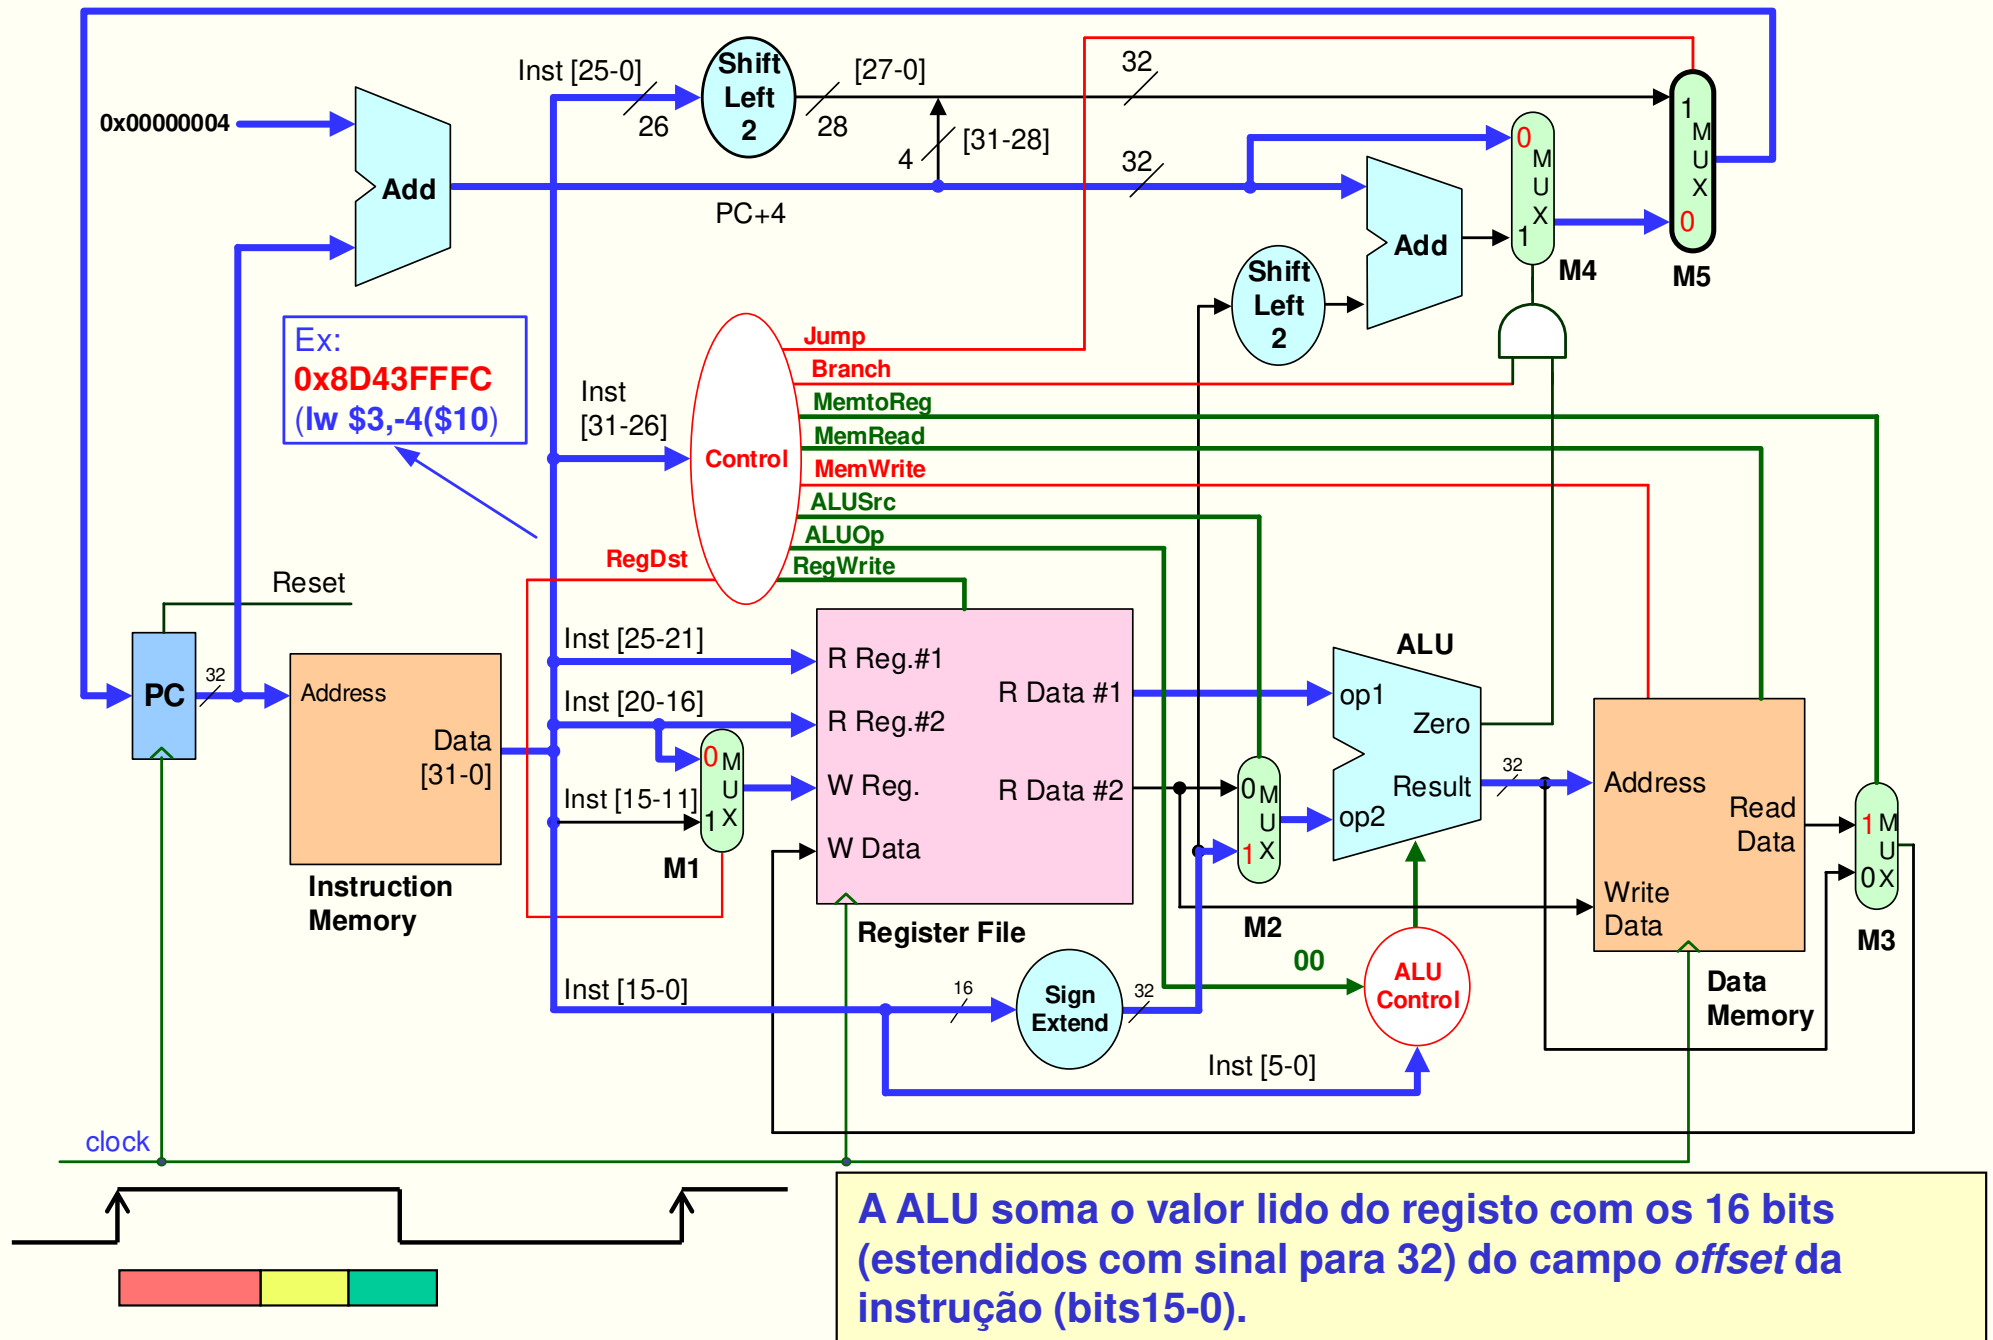 Inst [25-0]
26
Shift
Left
2
28
[27-0]
32
0x00000004
Add
4
[31-28]
32
PC+4
0
M
U
X
1
M4
1
M
U
X
0
M5
Add
Shift
Left
2
Ex:
0x8D43FFFC
(lw $3,-4($10)
Inst
[31-26]
Control
Jump
Branch
MemtoReg
MemRead
MemWrite
ALUSrc
ALUOp
RegWrite
RegDst
Reset
PC
32
Address
Data
[31-0]
Instruction
Memory
Inst [25-21]
Inst [20-16]
Inst [15-11]
0
M
U
1 X
M1
R Reg.#1
R Reg.#2
W Reg.
W Data
R Data #1
R Data #2
Register File
0 M
U
1 X
M2
ALU
op1
Zero
Result
op2
32
Address
Read
Data
Write
Data
Data
Memory
1 M
U
0 X
M3
00
ALU
Control
Inst [15-0]
16
Sign
Extend
32
Inst [5-0]
clock
A ALU soma o valor lido do registo com os 16 bits
(estendidos com sinal para 32) do campo offset da
instrução (bits15-0).